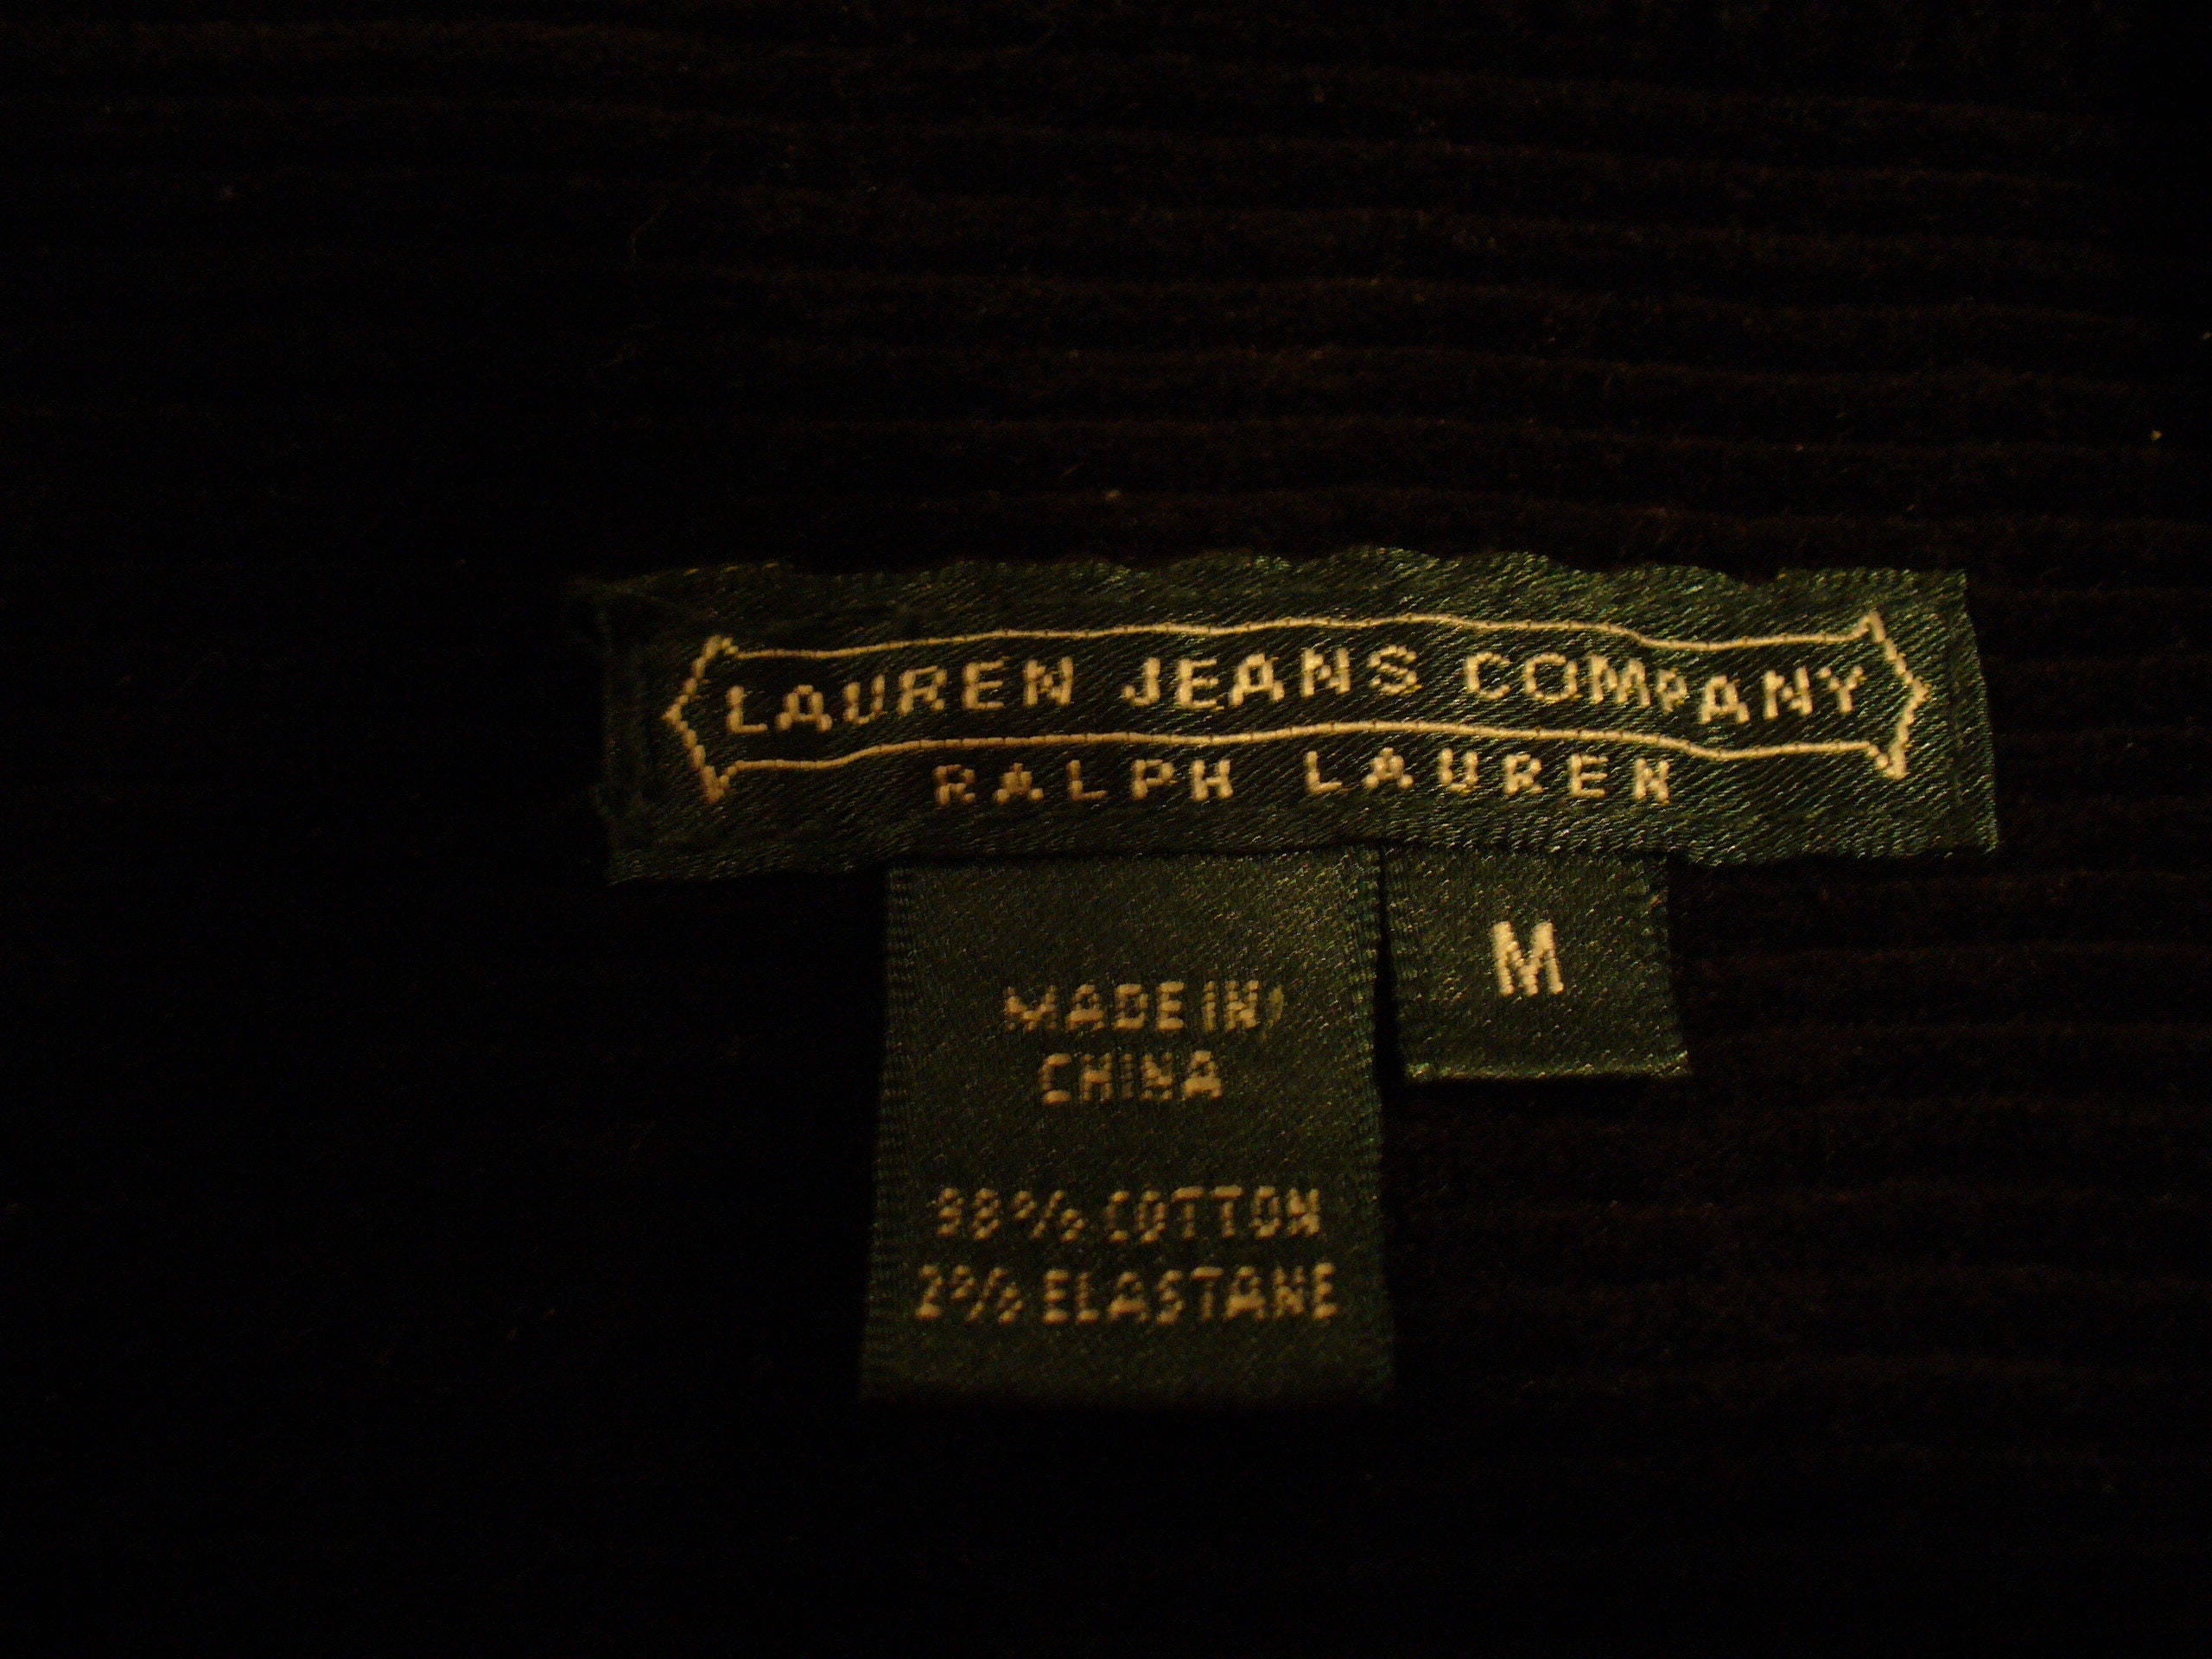 LAUREN JEANS COMPANY
RALPH LAUREN
M
MADE IN
CHINA
98% COTTON
2% ELASTANE